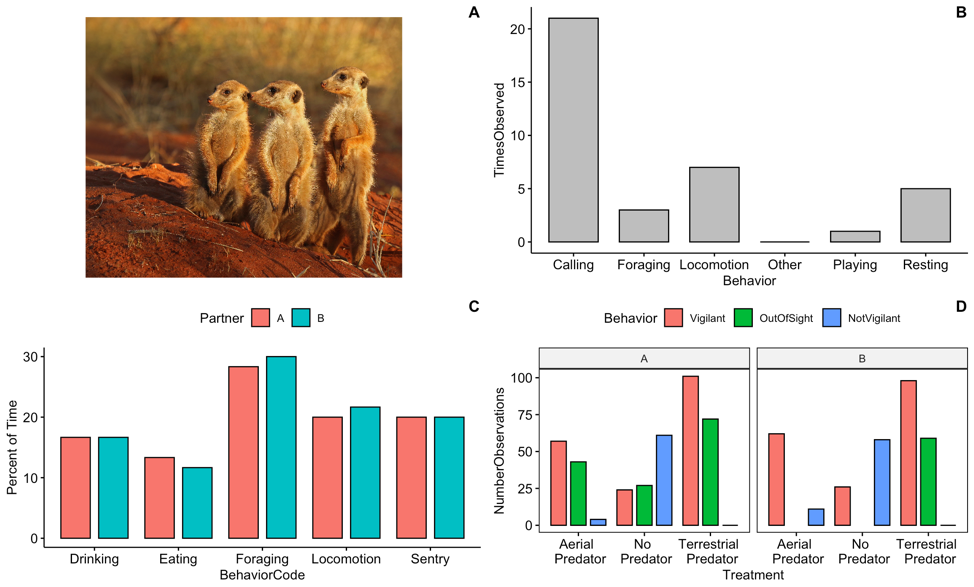 A
B
20
15
10
5
0
TimesObserved
Calling Foraging Locomotion Other Playing Resting
Behavior
C
Partner A B
30
20
10
0
Percent of Time
Drinking Eating Foraging Locomotion Sentry
BehaviorCode
D
Behavior Vigilant OutOfSight NotVigilant
A B
100
75
50
25
0
NumberObservations
Aerial No Terrestrial Aerial No Terrestrial
Predator Predator Predator Predator Predator Predator
Treatment